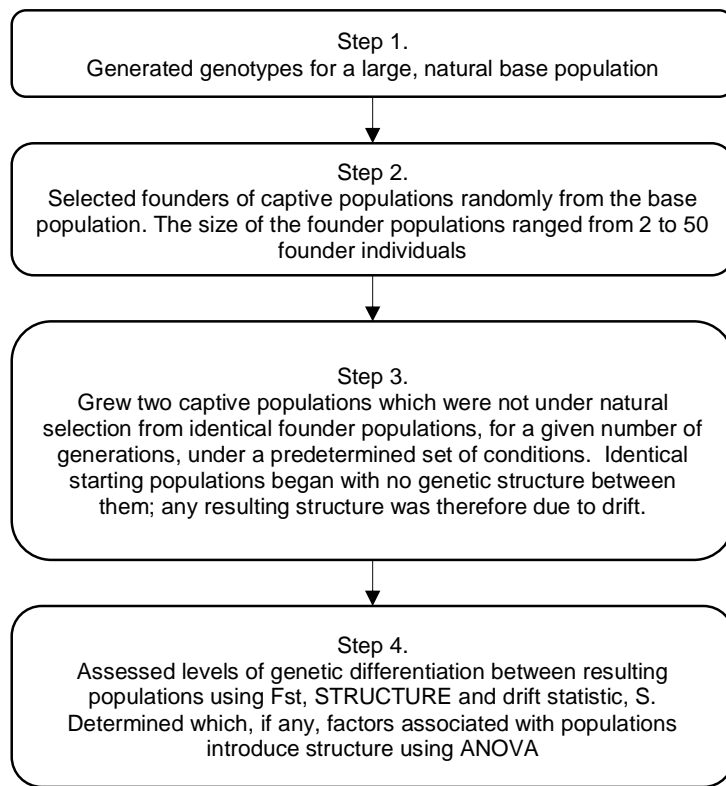 Step 1.
Generated genotypes for a large, natural base population
Step 2.
Selected founders of captive populations randomly from the base
population. The size of the founder populations ranged from 2 to 50
founder individuals
Step 3.
Grew two captive populations which were not under natural
selection from identical founder populations, for a given number of
generations, under a predetermined set of conditions.  Identical
starting populations began with no genetic structure between
them; any resulting structure was therefore due to drift.
Step 4.
Assessed levels of genetic differentiation between resulting
populations using Fst, STRUCTURE and drift statistic, S.
Determined which, if any, factors associated with populations
introduce structure using ANOVA